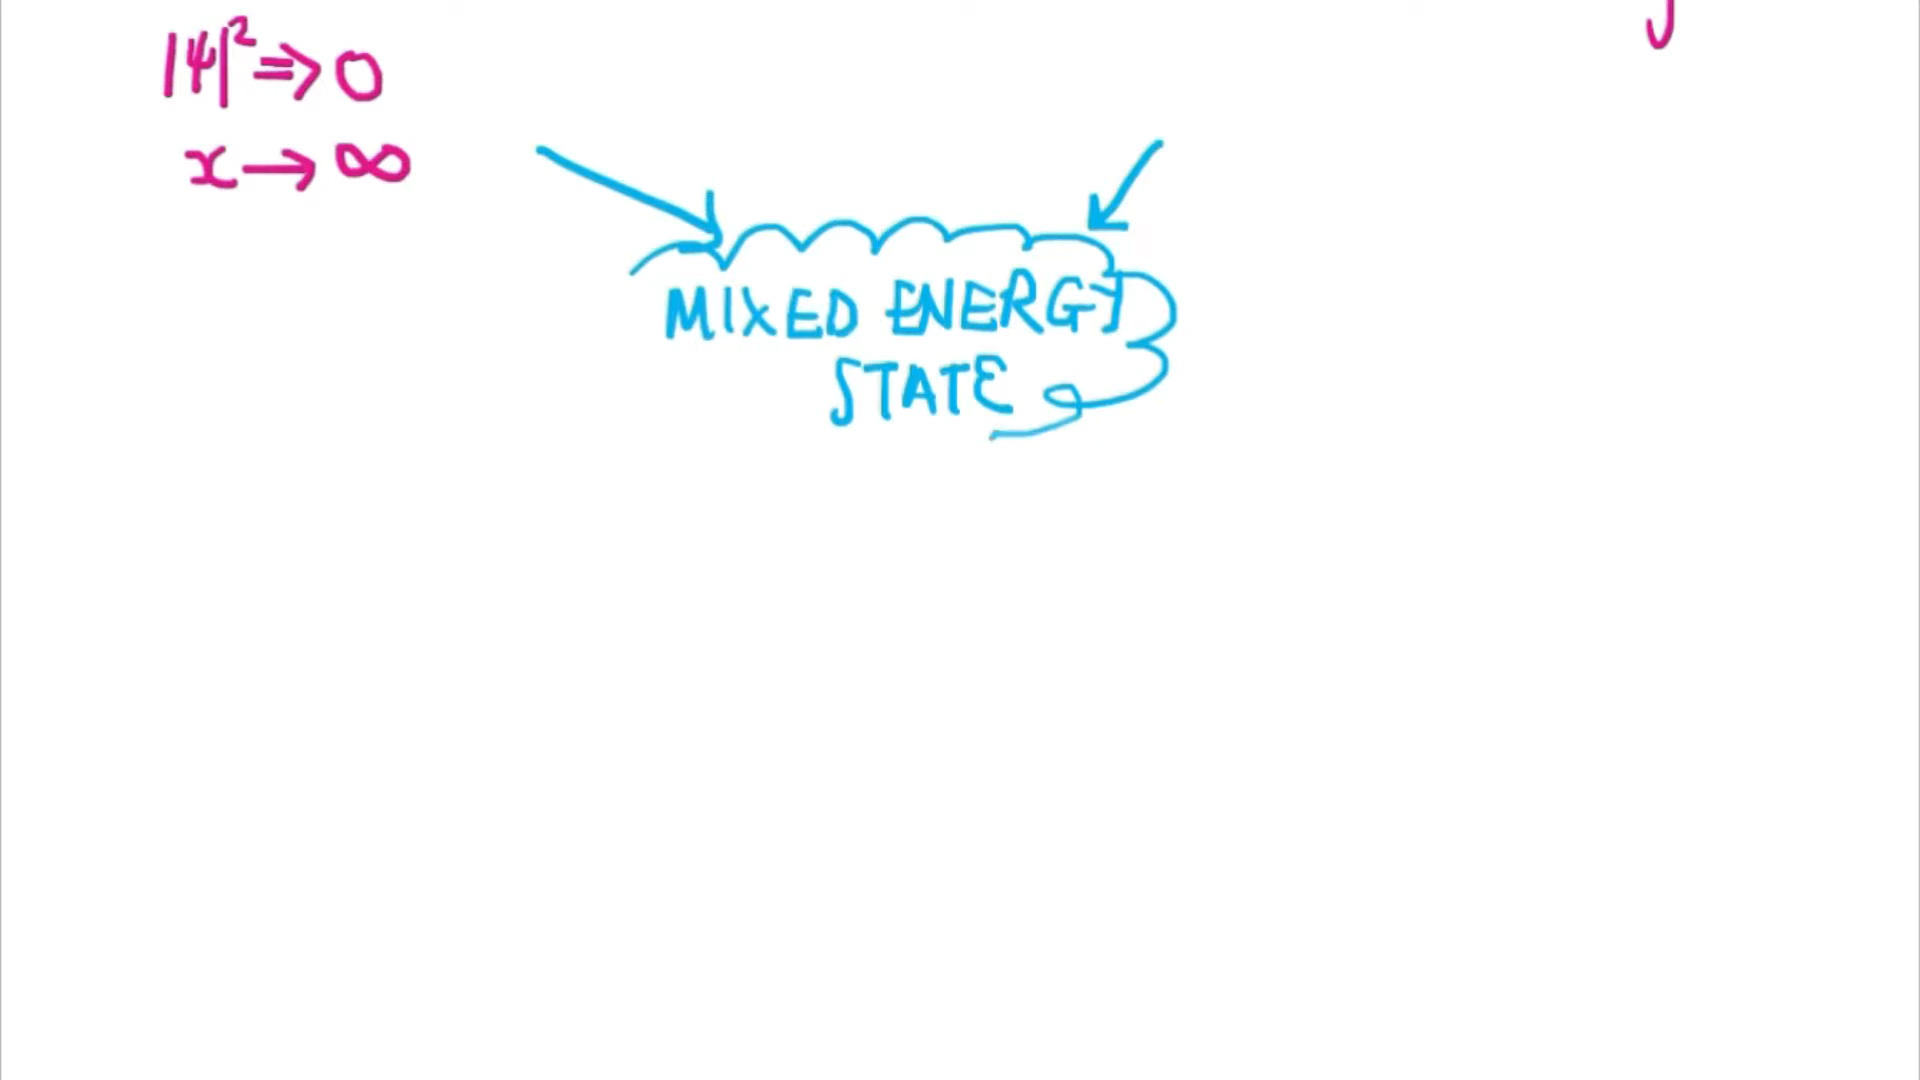 |ψ|² => 0
x → ∞
MIXED ENERGY
STATE